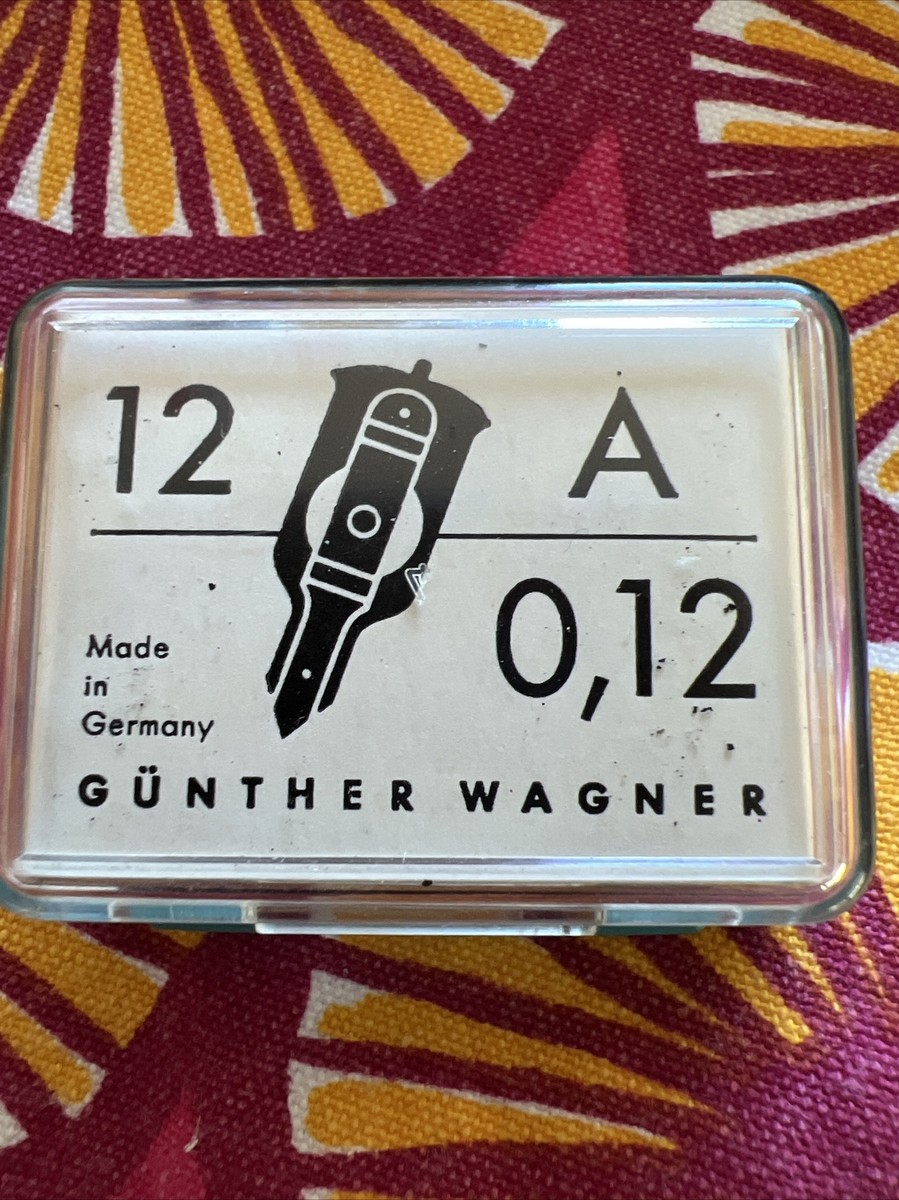 12 A
0,12
Made
in
Germany
GÜNTHER WAGNER